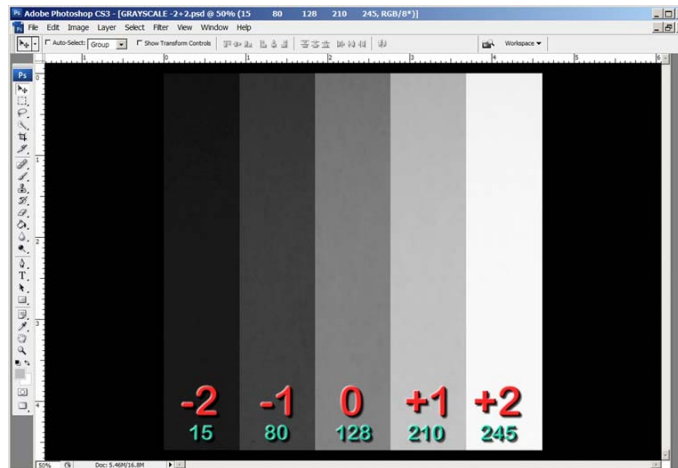 Adobe Photoshop CS3 - [GRAYSCALE -2+2.psd @ 50% (15 80 128 210 245, RGB/8*)]
File Edit Image Layer Select Filter View Window Help
Auto-Select: Group Show Transform Controls Workspace
Ps
-2 -1 0 +1 +2
15 80 128 210 245
50% Doc: 5.46M/16.8M